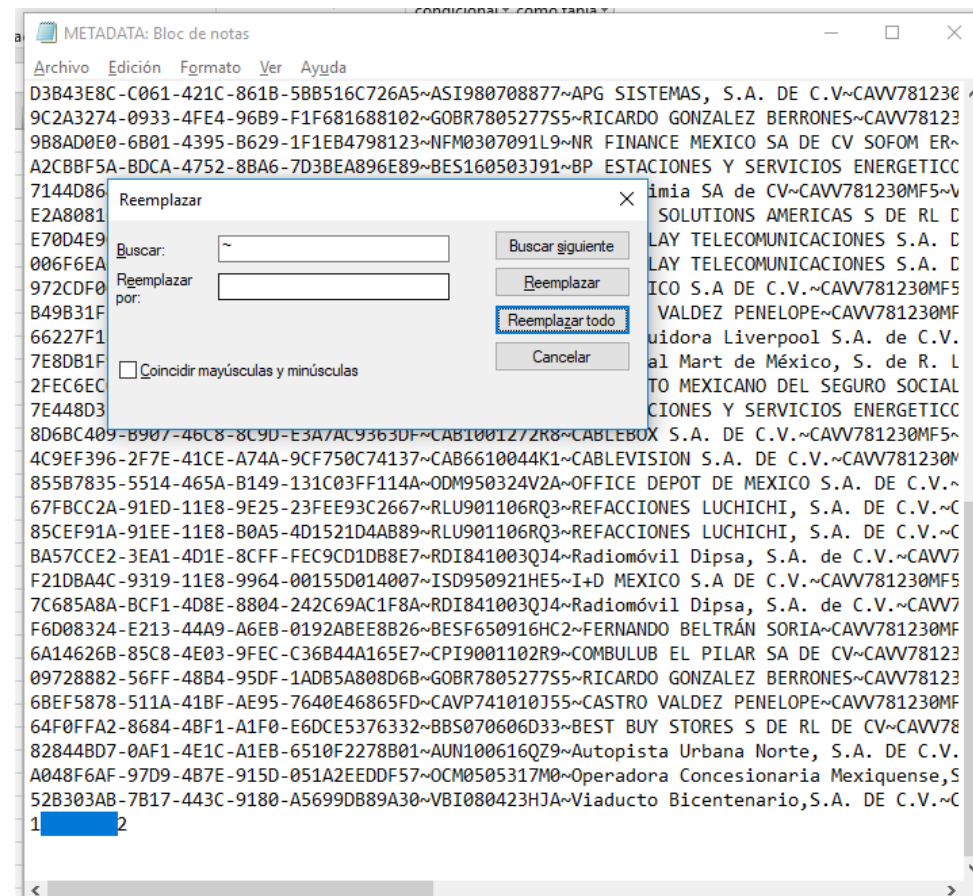 condicional como tabla
METADATA: Bloc de notas
Archivo Edición Formato Ver Ayuda
D3B43E8C-C061-421C-861B-5BB516C726A5~ASI980708877~APG SISTEMAS, S.A. DE C.V~CAVV781230
9C2A3274-0933-4FE4-96B9-F1F681688102~GOBR7805277S5~RICARDO GONZALEZ BERRONES~CAVV78123
9B8AD0E0-6B01-4395-B629-1F1EB4798123~NFM0307091L9~NR FINANCE MEXICO SA DE CV SOFOM ER~
A2CBBF5A-BDCA-4752-8BA6-7D3BEA896E89~BES160503J91~BP ESTACIONES Y SERVICIOS ENERGETICO
7144D86 imia SA de CV~CAVV781230MF5~V
E2A8081 SOLUTIONS AMERICAS S DE RL D
E70D4E9 LAY TELECOMUNICACIONES S.A. D
006F6EA LAY TELECOMUNICACIONES S.A. D
972CDF0 ICO S.A DE C.V.~CAVV781230MF5
B49B31F VALDEZ PENELOPE~CAVV781230MF
66227F1 uidora Liverpool S.A. de C.V.
7E8DB1F al Mart de México, S. de R. L
2FEC6EC TO MEXICANO DEL SEGURO SOCIAL
7E448D3 CIONES Y SERVICIOS ENERGETICO
Reemplazar
Buscar: ~
Buscar siguiente
Reemplazar por:
Reemplazar
Reemplazar todo
Cancelar
Coincidir mayúsculas y minúsculas
8D6BC409-B907-46C8-8C9D-E3A7AC9363DF~CAB1001272R8~CABLEBOX S.A. DE C.V.~CAVV781230MF5~
4C9EF396-2F7E-41CE-A74A-9CF750C74137~CAB6610044K1~CABLEVISION S.A. DE C.V.~CAVV781230M
855B7835-5514-465A-B149-131C03FF114A~ODM950324V2A~OFFICE DEPOT DE MEXICO S.A. DE C.V.~
67FBCC2A-91ED-11E8-9E25-23FEE93C2667~RLU901106RQ3~REFACCIONES LUCHICHI, S.A. DE C.V.~C
85CEF91A-91EE-11E8-B0A5-4D1521D4AB89~RLU901106RQ3~REFACCIONES LUCHICHI, S.A. DE C.V.~C
BA57CCE2-3EA1-4D1E-8CFF-FEC9CD1DB8E7~RDI841003QJ4~Radiomóvil Dipsa, S.A. de C.V.~CAVV7
F21DBA4C-9319-11E8-9964-00155D014007~ISD950921HE5~I+D MEXICO S.A DE C.V.~CAVV781230MF5
7C685A8A-BCF1-4D8E-8804-242C69AC1F8A~RDI841003QJ4~Radiomóvil Dipsa, S.A. de C.V.~CAVV7
F6D08324-E213-44A9-A6EB-0192ABEE8B26~BESF650916HC2~FERNANDO BELTRÁN SORIA~CAVV781230MF
6A14626B-85C8-4E03-9FEC-C36B44A165E7~CPI9001102R9~COMBULUB EL PILAR SA DE CV~CAVV78123
09728882-56FF-48B4-95DF-1ADB5A808D6B~GOBR7805277S5~RICARDO GONZALEZ BERRONES~CAVV78123
6BEF5878-511A-41BF-AE95-7640E46865FD~CAVP741010J55~CASTRO VALDEZ PENELOPE~CAVV781230MF
64F0FFA2-8684-4BF1-A1F0-E6DCE5376332~BBS070606D33~BEST BUY STORES S DE RL DE CV~CAVV78
82844BD7-0AF1-4E1C-A1EB-6510F2278B01~AUN100616QZ9~Autopista Urbana Norte, S.A. DE C.V.
A048F6AF-97D9-4B7E-915D-051A2EEDDF57~OCM0505317M0~Operadora Concesionaria Mexiquense,S
52B303AB-7B17-443C-9180-A5699DB89A30~VBI080423HJA~Viaducto Bicentenario,S.A. DE C.V.~C
1 2